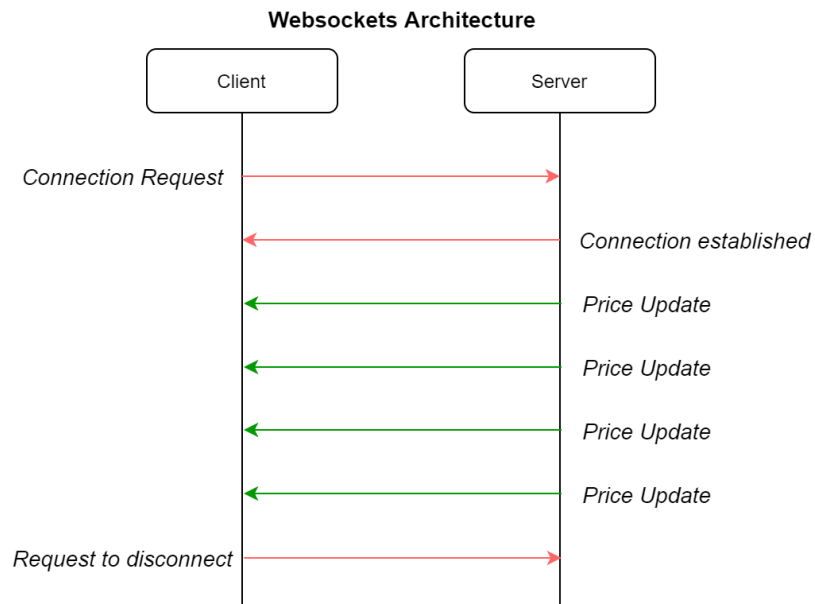 Websockets Architecture
Client
Server
Connection Request
Connection established
Price Update
Price Update
Price Update
Price Update
Request to disconnect